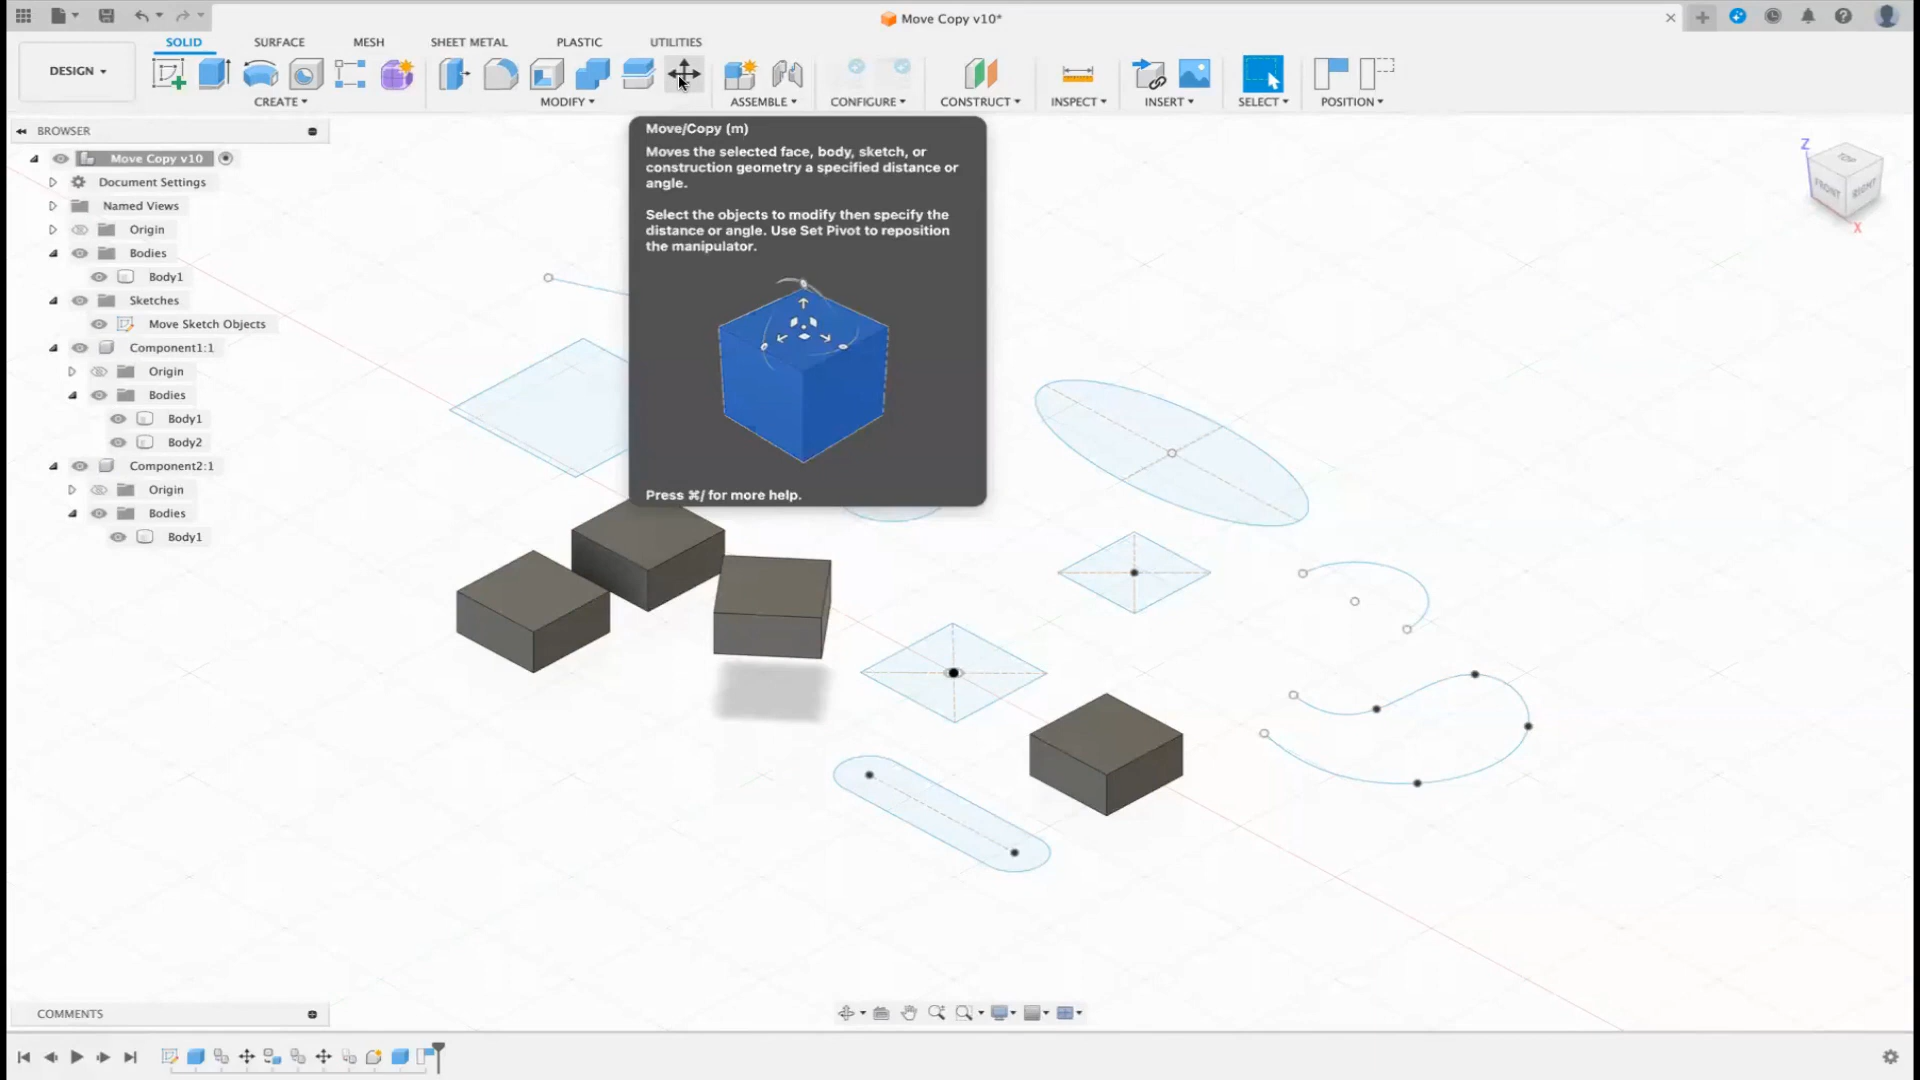 Move Copy v10*
SOLID
SURFACE
MESH
SHEET METAL
PLASTIC
UTILITIES
DESIGN
CREATE
MODIFY
ASSEMBLE
CONFIGURE
CONSTRUCT
INSPECT
INSERT
SELECT
POSITION
BROWSER
Move Copy v10
Document Settings
Named Views
Origin
Bodies
Body1
Sketches
Move Sketch Objects
Component1:1
Origin
Bodies
Body1
Body2
Component2:1
Origin
Bodies
Body1
Move/Copy (m)
Moves the selected face, body, sketch, or
construction geometry a specified distance or
angle.
Select the objects to modify then specify the
distance or angle. Use Set Pivot to reposition
the manipulator.
Press ⌘/ for more help.
Z
TOP
FRONT
RIGHT
X
COMMENTS